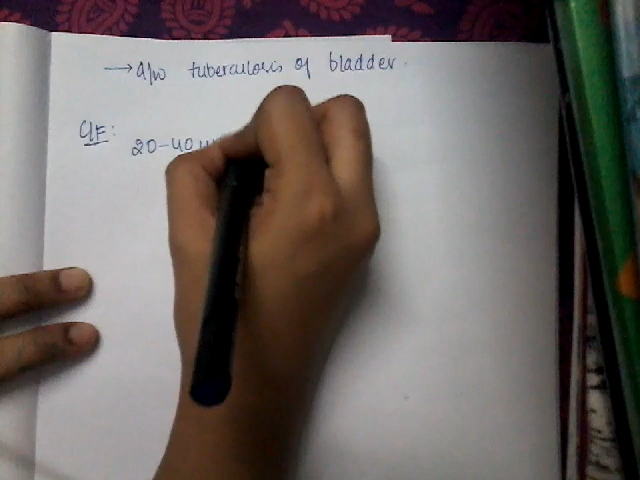 → a/w tuberculosis of bladder.
C/F:
20-40